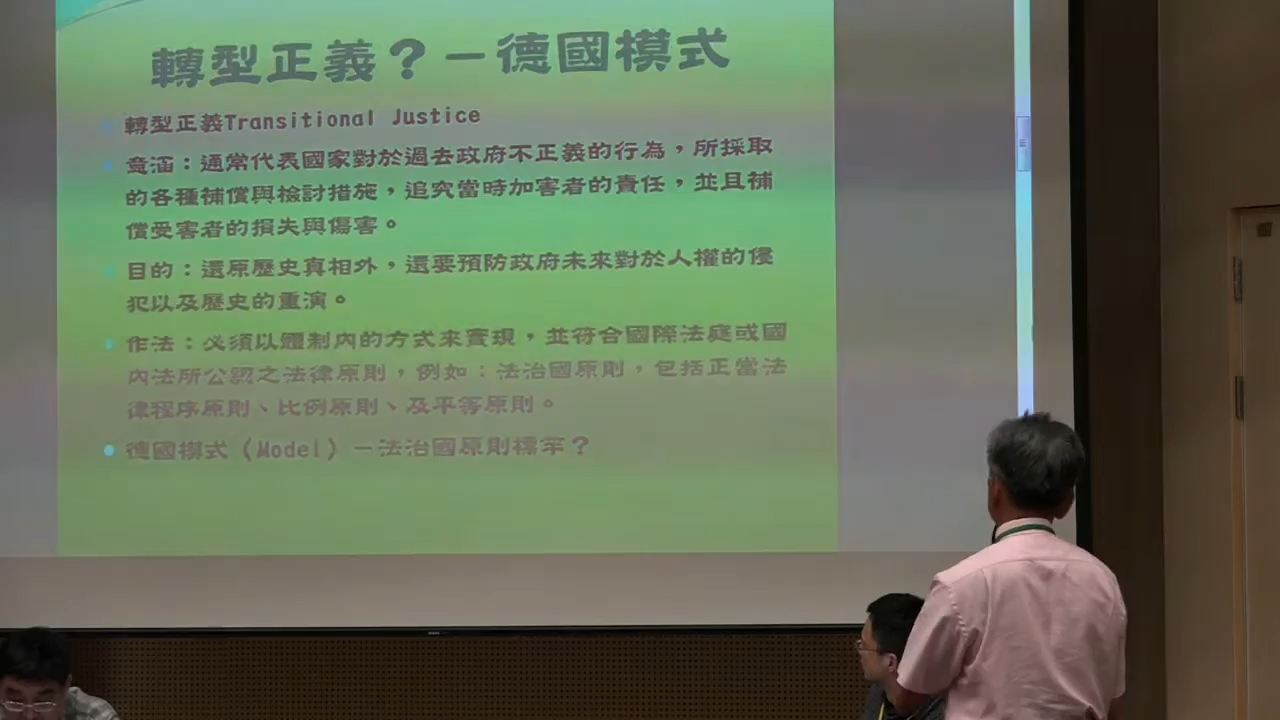 轉型正義？－德國模式
轉型正義Transitional Justice
意涵：通常代表國家對於過去政府不正義的行為，所採取
的各種補償與檢討措施，追究當時加害者的責任，並且補
償受害者的損失與傷害。
目的：還原歷史真相外，還要預防政府未來對於人權的侵
犯以及歷史的重演。
作法：必須以體制內的方式來實現，並符合國際法庭或國
內法所公認之法律原則，例如：法治國原則，包括正當法
律程序原則、比例原則、及平等原則。
德國模式（Model）－法治國原則標竿？